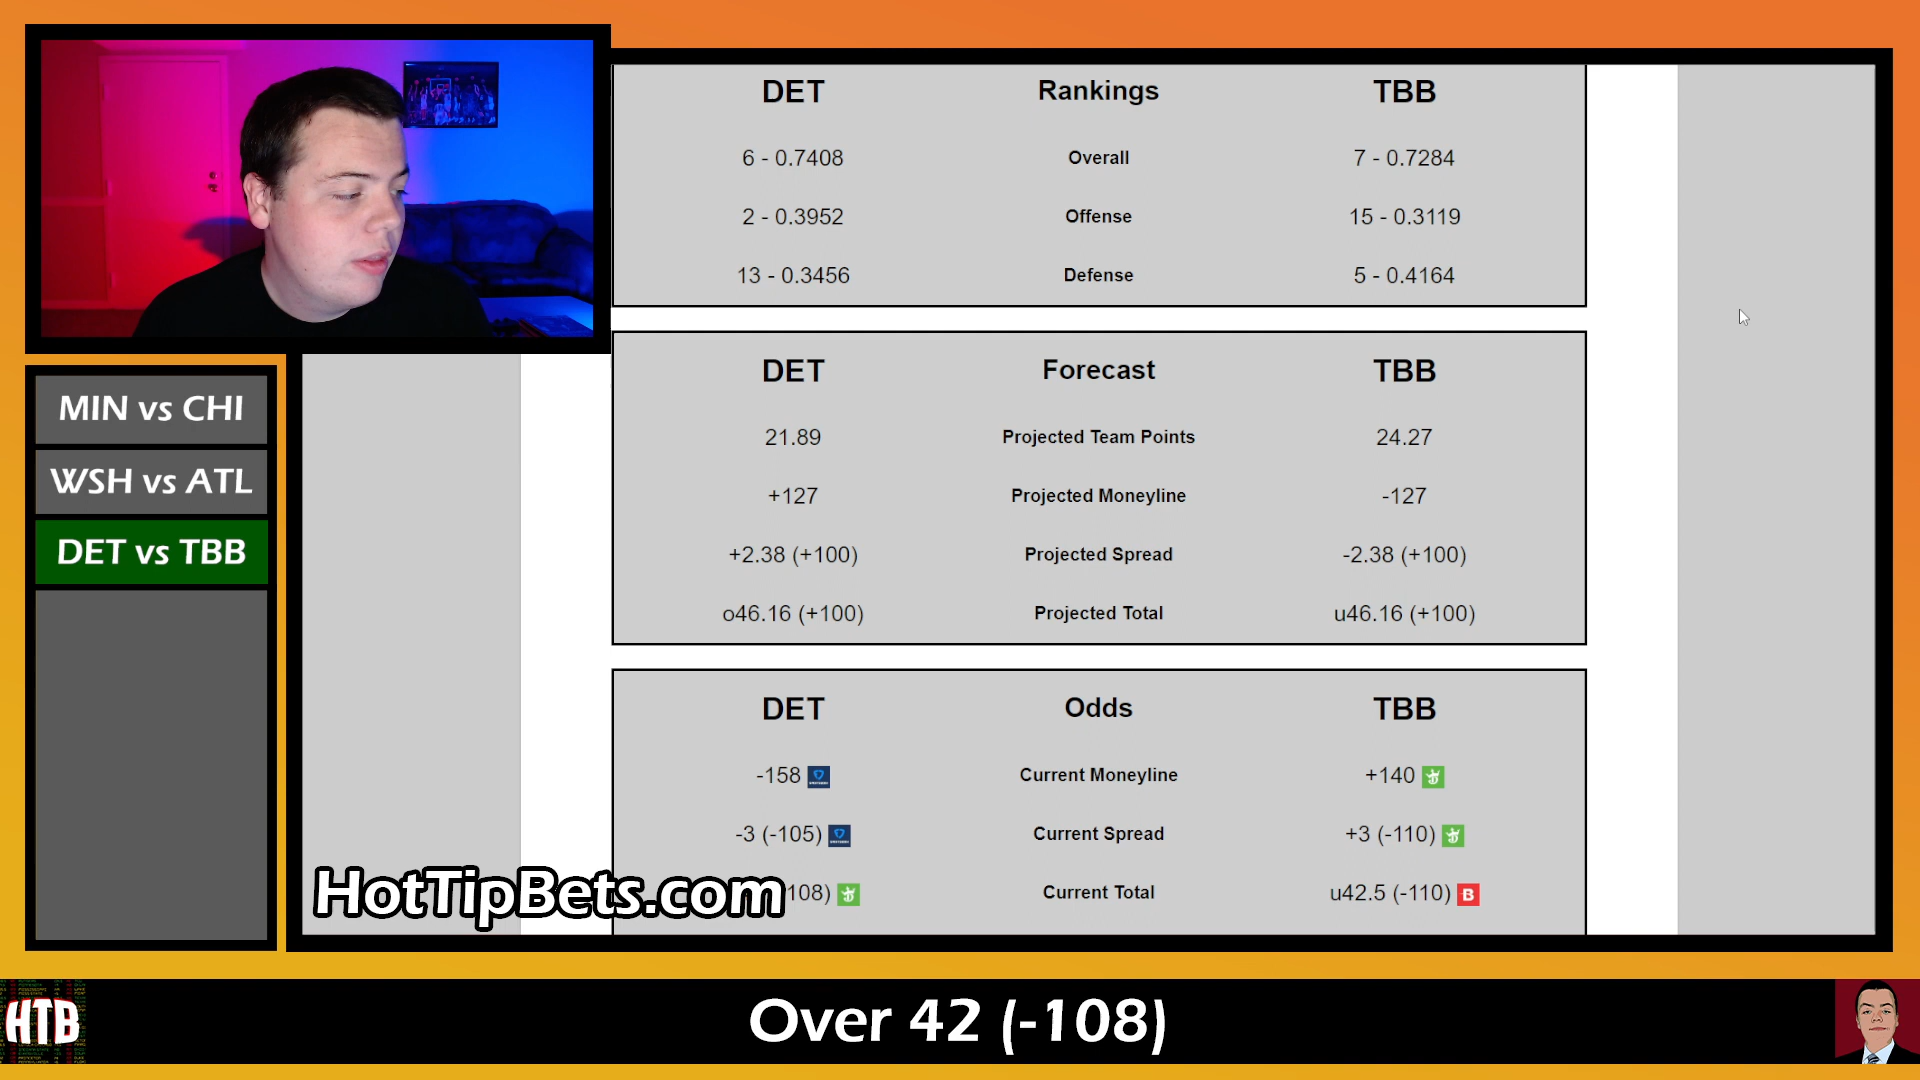 DET Rankings TBB
6 - 0.7408 Overall 7 - 0.7284
2 - 0.3952 Offense 15 - 0.3119
13 - 0.3456 Defense 5 - 0.4164
DET Forecast TBB
21.89 Projected Team Points 24.27
+127 Projected Moneyline -127
+2.38 (+100) Projected Spread -2.38 (+100)
o46.16 (+100) Projected Total u46.16 (+100)
DET Odds TBB
-158 Current Moneyline +140
-3 (-105) Current Spread +3 (-110)
108) Current Total u42.5 (-110) B
MIN vs CHI
WSH vs ATL
DET vs TBB
HotTipBets.com
HTB
Over 42 (-108)